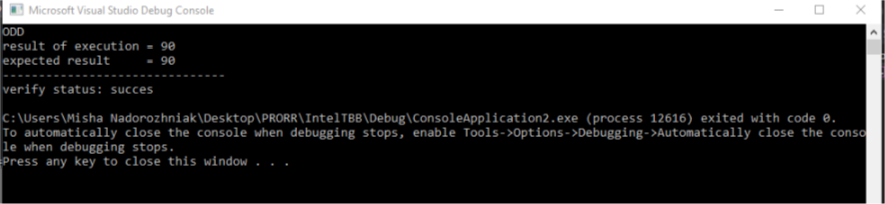 Microsoft Visual Studio Debug Console
ODD
result of execution = 90
expected result     = 90
------------------------------
verify status: succes
C:\Users\Misha Nadorozhniak\Desktop\PRORR\IntelTBB\Debug\ConsoleApplication2.exe (process 12616) exited with code 0.
To automatically close the console when debugging stops, enable Tools->Options->Debugging->Automatically close the conso
le when debugging stops.
Press any key to close this window . . .